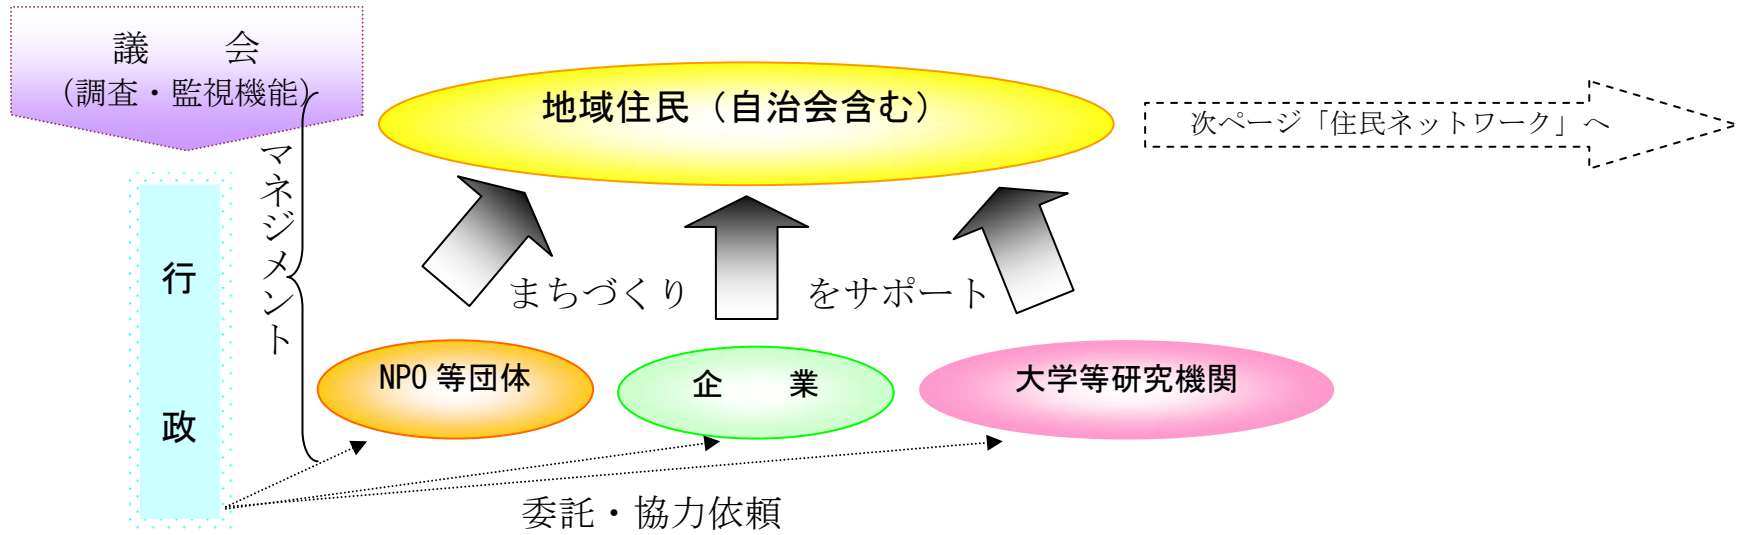 議　　会
（調査・監視機能）
地域住民（自治会含む）
次ページ「住民ネットワーク」へ
マネジメント
行　政
まちづくり　　をサポート
NPO 等団体
企　　業
大学等研究機関
委託・協力依頼